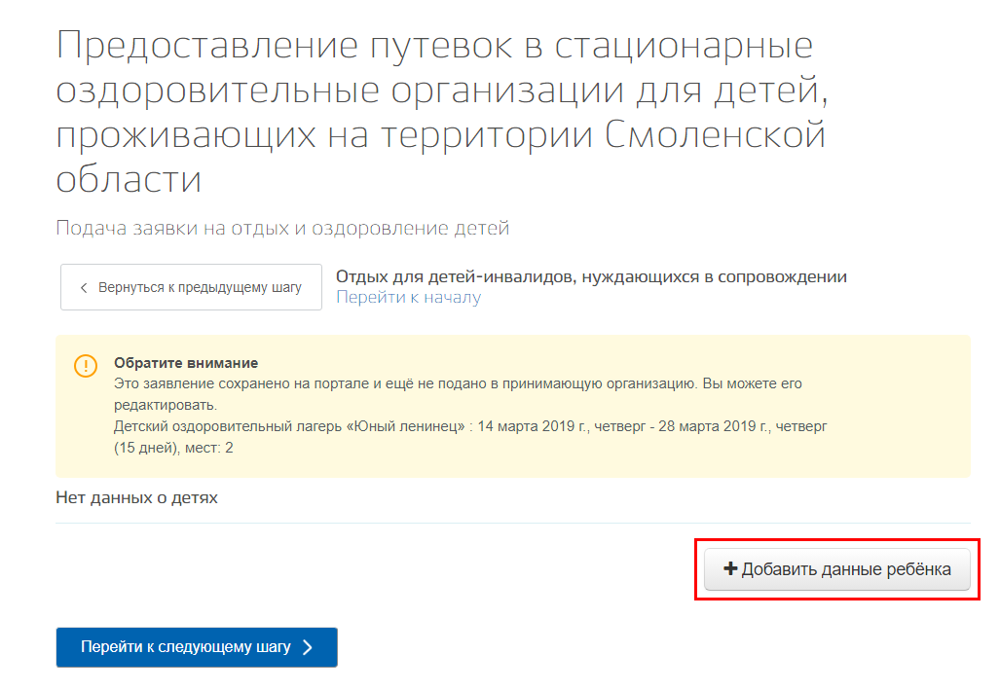 Предоставление путевок в стационарные
оздоровительные организации для детей,
проживающих на территории Смоленской
области
Подача заявки на отдых и оздоровление детей
Вернуться к предыдущему шагу
Отдых для детей-инвалидов, нуждающихся в сопровождении
Перейти к началу
Обратите внимание
Это заявление сохранено на портале и ещё не подано в принимающую организацию. Вы можете его
редактировать.
Детский оздоровительный лагерь «Юный ленинец» : 14 марта 2019 г., четверг - 28 марта 2019 г., четверг
(15 дней), мест: 2
Нет данных о детях
Добавить данные ребёнка
Перейти к следующему шагу